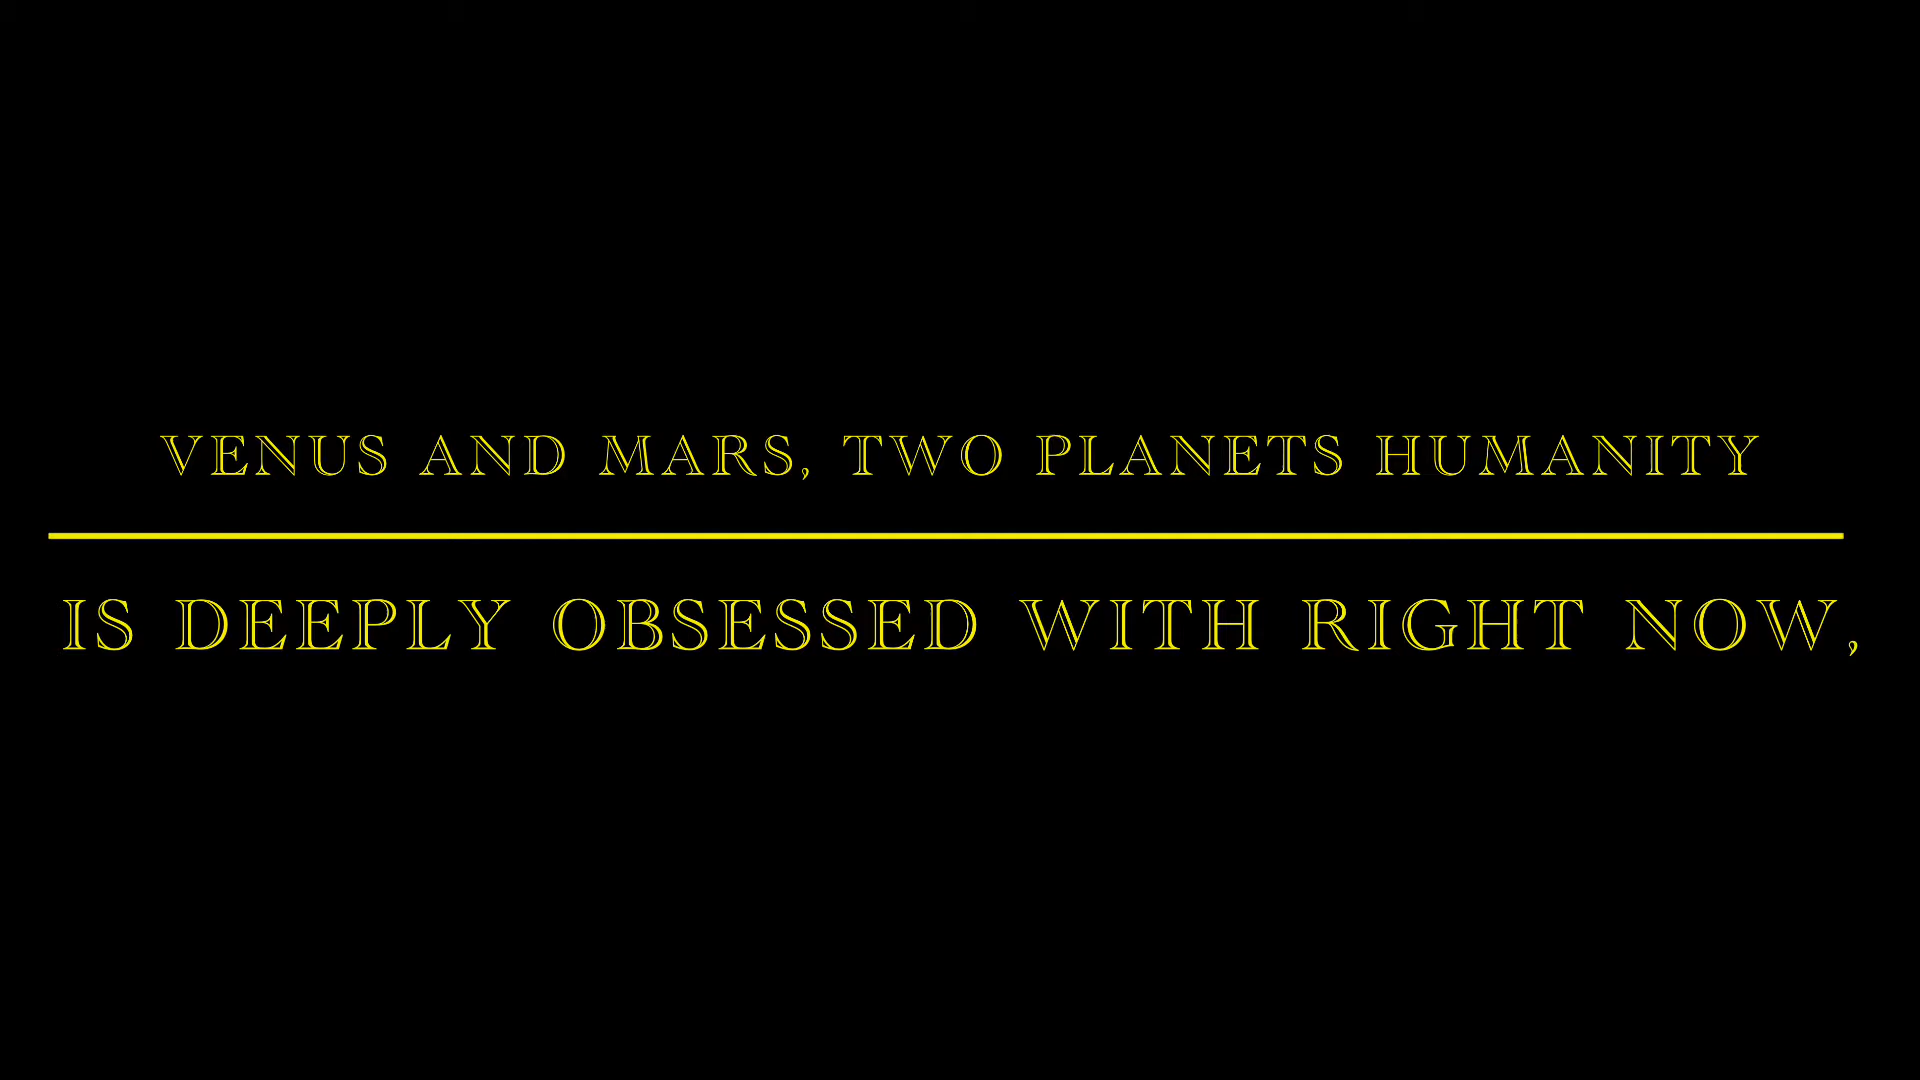 VENUS AND MARS, TWO PLANETS HUMANITY
IS DEEPLY OBSESSED WITH RIGHT NOW,